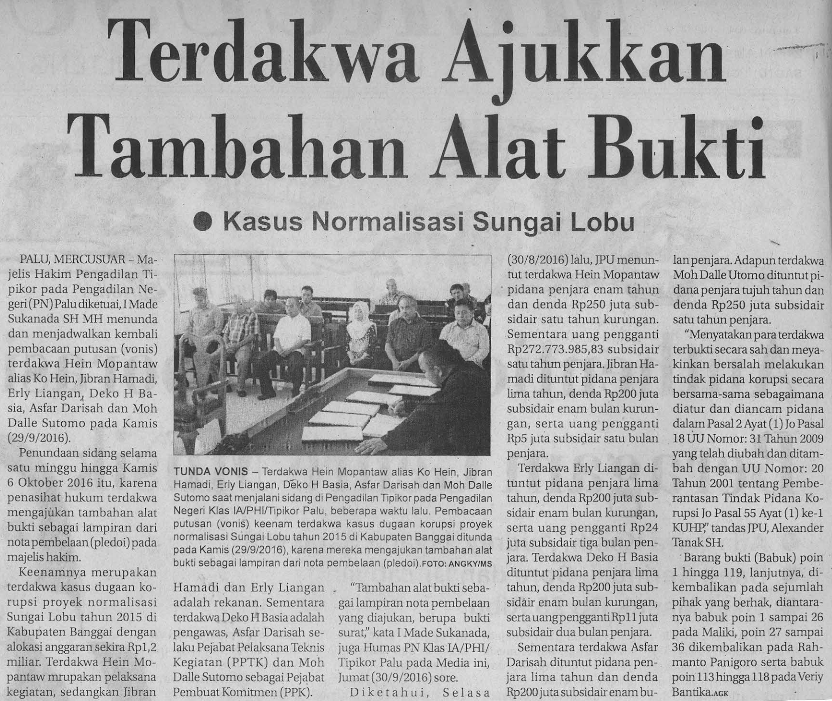 Terdakwa Ajukkan
Tambahan Alat Bukti
● Kasus Normalisasi Sungai Lobu
PALU, MERCUSUAR – Ma-
jelis Hakim Pengadilan Ti-
pikor pada Pengadilan Ne-
geri (PN) Palu diketuai, I Made
Sukanada SH MH menunda
dan menjadwalkan kembali
pembacaan putusan (vonis)
terdakwa Hein Mopantaw
alias Ko Hein, Jibran Hamadi,
Erly Liangan, Deko H Ba-
sia, Asfar Darisah dan Moh
Dalle Sutomo pada Kamis
(29/9/2016).
Penundaan sidang selama
satu minggu hingga Kamis
6 Oktober 2016 itu, karena
penasihat hukum terdakwa
mengajukan tambahan alat
bukti sebagai lampiran dari
nota pembelaan (pledoi) pada
majelis hakim.
Keenamnya merupakan
terdakwa kasus dugaan ko-
rupsi proyek normalisasi
Sungai Lobu tahun 2015 di
Kabupaten Banggai dengan
alokasi anggaran sekira Rp1,2
miliar. Terdakwa Hein Mo-
pantaw mrupakan pelaksana
kegiatan, sedangkan Jibran
TUNDA VONIS – Terdakwa Hein Mopantaw alias Ko Hein, Jibran
Hamadi, Erly Liangan, Deko H Basia, Asfar Darisah dan Moh Dalle
Sutomo saat menjalani sidang di Pengadilan Tipikor pada Pengadilan
Negeri Klas IA/PHI/Tipikor Palu, beberapa waktu lalu. Pembacaan
putusan (vonis) keenam terdakwa kasus dugaan korupsi proyek
normalisasi Sungai Lobu tahun 2015 di Kabupaten Banggai ditunda
pada Kamis (29/9/2016), karena mereka mengajukan tambahan alat
bukti sebagai lampiran dari nota pembelaan (pledoi). FOTO: ANGKY/MS
Hamadi dan Erly Liangan
adalah rekanan. Sementara
terdakwa Deko H Basia adalah
pengawas, Asfar Darisah se-
laku Pejabat Pelaksana Teknis
Kegiatan (PPTK) dan Moh
Dalle Sutomo sebagai Pejabat
Pembuat Komitmen (PPK).
"Tambahan alat bukti seba-
gai lampiran nota pembelaan
yang diajukan, berupa bukti
surat," kata I Made Sukanada,
juga Humas PN Klas IA/PHI/
Tipikor Palu pada Media ini,
Jumat (30/9/2016) sore.
Diketahui, Selasa
(30/8/2016) lalu, JPU menun-
tut terdakwa Hein Mopantaw
pidana penjara enam tahun
dan denda Rp250 juta sub-
sidair satu tahun kurungan.
Sementara uang pengganti
Rp272.773.985,83 subsidair
satu tahun penjara. Jibran Ha-
madi dituntut pidana penjara
lima tahun, denda Rp200 juta
subsidair enam bulan kurung-
an, serta uang pengganti
Rp5 juta subsidair satu bulan
penjara.
Terdakwa Erly Liangan di-
tuntut pidana penjara lima
tahun, denda Rp200 juta sub-
sidair enam bulan kurungan,
serta uang pengganti Rp24
juta subsidair tiga bulan pen-
jara. Terdakwa Deko H Basia
dituntut pidana penjara lima
tahun, denda Rp200 juta sub-
sidair enam bulan kurungan,
serta uang pengganti Rp11 juta
subsidair dua bulan penjara.
Sementara terdakwa Asfar
Darisah dituntut pidana pen-
jara lima tahun dan denda
Rp200 juta subsidair enam bu-
lan penjara. Adapun terdakwa
Moh Dalle Utomo dituntut pi-
dana penjara tujuh tahun dan
denda Rp250 juta subsidair
satu tahun penjara.
"Menyatakan para terdakwa
terbukti secara sah dan meya-
kinkan bersalah melakukan
tindak pidana korupsi secara
bersama-sama sebagaimana
diatur dan diancam pidana
dalam Pasal 2 Ayat (1) Jo Pasal
18 UU Nomor: 31 Tahun 2009
yang telah diubah dan ditam-
bah dengan UU Nomor: 20
Tahun 2001 tentang Pember-
antasan Tindak Pidana Ko-
rupsi Jo Pasal 55 Ayat (1) ke-1
KUHP," tandas JPU, Alexander
Tanak SH.
Barang bukti (Babuk) poin
1 hingga 119, lanjutnya, di-
kembalikan pada sejumlah
pihak yang berhak, diantara-
nya babuk poin 1 sampai 26
pada Maliki, poin 27 sampai
36 dikembalikan pada Rah-
manto Panigoro serta babuk
poin 113 hingga 118 pada Veriy
Bantika. AGK